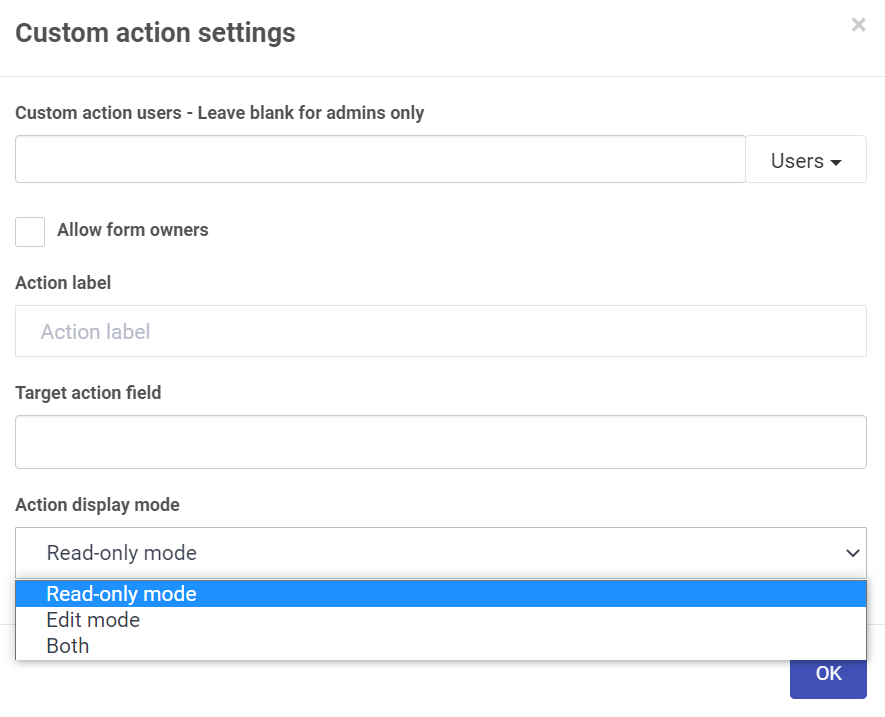 Custom action settings
×
Custom action users - Leave blank for admins only
Users
Allow form owners
Action label
Action label
Target action field
Action display mode
Read-only mode
Read-only mode
Edit mode
Both
OK